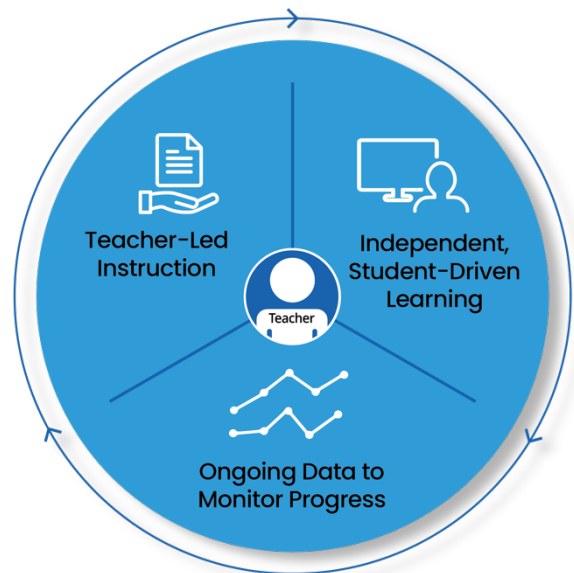 Teacher-Led
Instruction
Independent,
Student-Driven
Learning
Teacher
Ongoing Data to
Monitor Progress